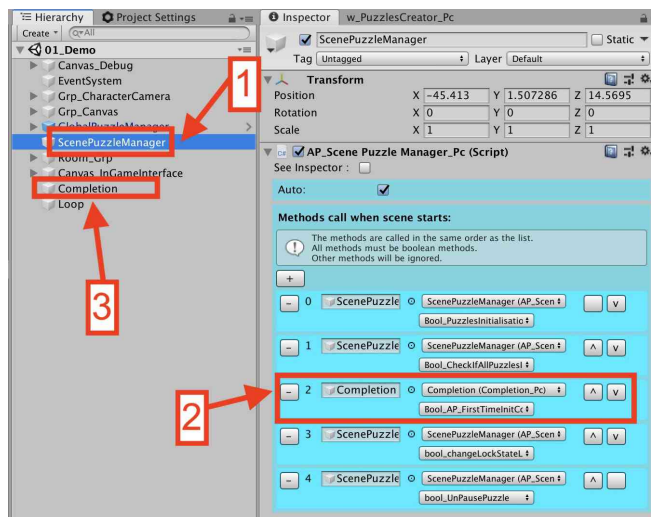 Hierarchy
Project Settings
Create
All
01_Demo
Canvas_Debug
EventSystem
Grp_CharacterCamera
Grp_Canvas
GlobalPuzzleManager
ScenePuzzleManager
Room_Grp
Canvas_InGameInterface
Completion
Loop
1
3
2
Inspector
w_PuzzlesCreator_Pc
ScenePuzzleManager
Static
Tag Untagged
Layer Default
Transform
Position X -45.413 Y 1.507286 Z 14.5695
Rotation X 0 Y 0 Z 0
Scale X 1 Y 1 Z 1
AP_Scene Puzzle Manager_Pc (Script)
See Inspector :
Auto:
Methods call when scene starts:
The methods are called in the same order as the list.
All methods must be boolean methods.
Other methods will be ignored.
+
- 0 ScenePuzzle ScenePuzzleManager (AP_Scen v
Bool_PuzzlesInitialisatio
- 1 ScenePuzzle ScenePuzzleManager (AP_Scen ^ v
Bool_CheckIfAllPuzzlesI
- 2 Completion Completion (Completion_Pc) ^ v
Bool_AP_FirstTimeInitCc
- 3 ScenePuzzle ScenePuzzleManager (AP_Scen ^ v
bool_changeLockStateL
- 4 ScenePuzzle ScenePuzzleManager (AP_Scen ^
bool_UnPausePuzzle